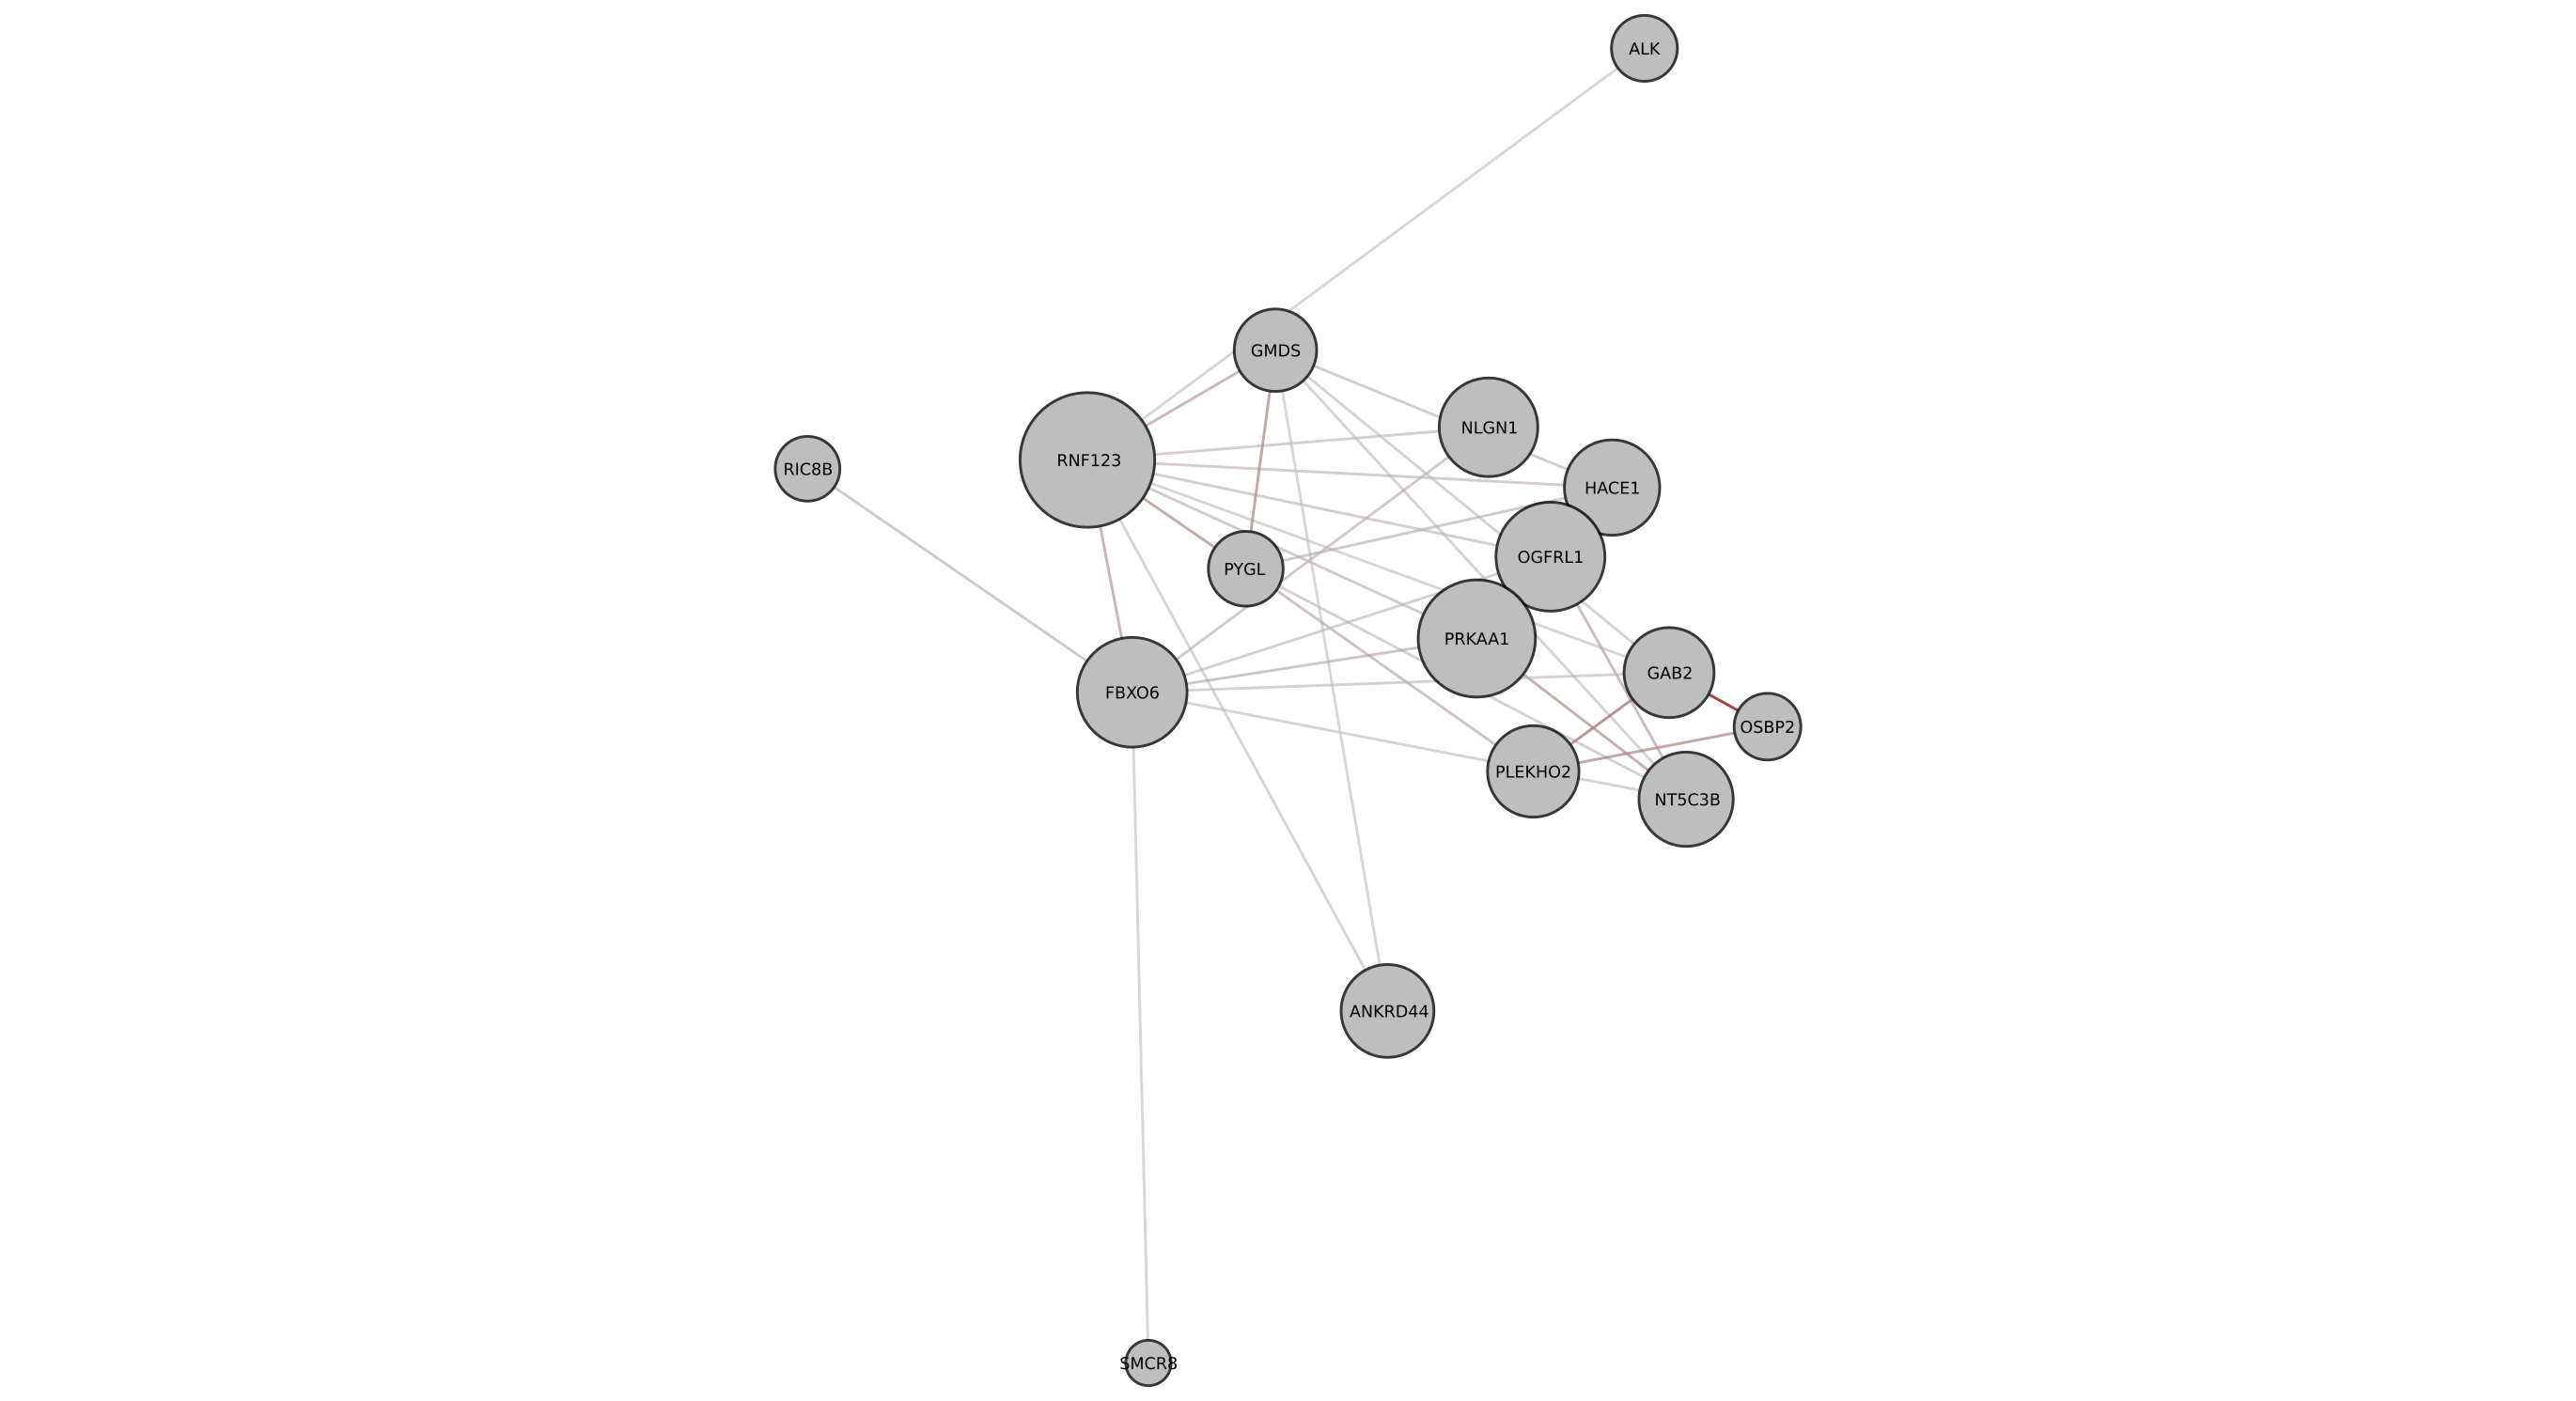 ALK
GMDS
NLGN1
RNF123
RIC8B
HACE1
OGFRL1
PYGL
PRKAA1
GAB2
FBXO6
OSBP2
PLEKHO2
NT5C3B
ANKRD44
SMCR8